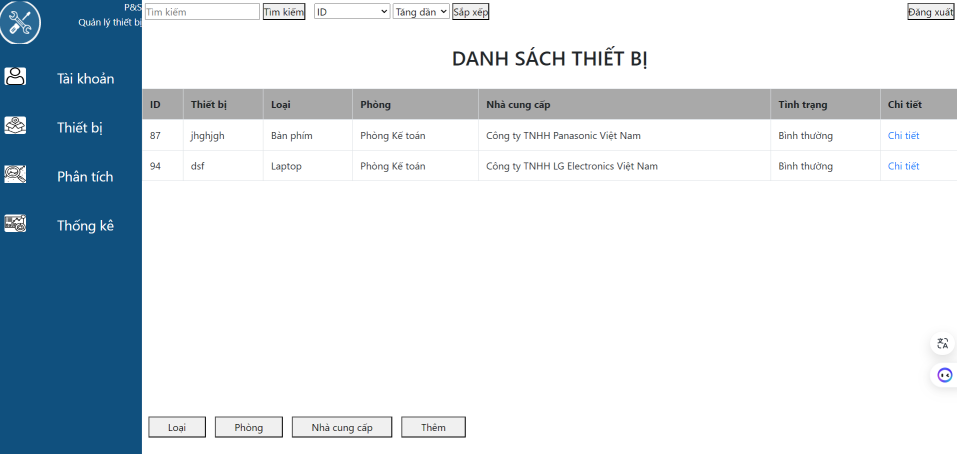 P&S
Quản lý thiết bị
Tìm kiếm Tìm kiếm ID Tăng dần Sắp xếp Đăng xuất
Tài khoản
Thiết bị
Phân tích
Thống kê
DANH SÁCH THIẾT BỊ
ID Thiết bị Loại Phòng Nhà cung cấp Tình trạng Chi tiết
87 jhghjgh Bàn phím Phòng Kế toán Công ty TNHH Panasonic Việt Nam Bình thường Chi tiết
94 dsf Laptop Phòng Kế toán Công ty TNHH LG Electronics Việt Nam Bình thường Chi tiết
Loại Phòng Nhà cung cấp Thêm